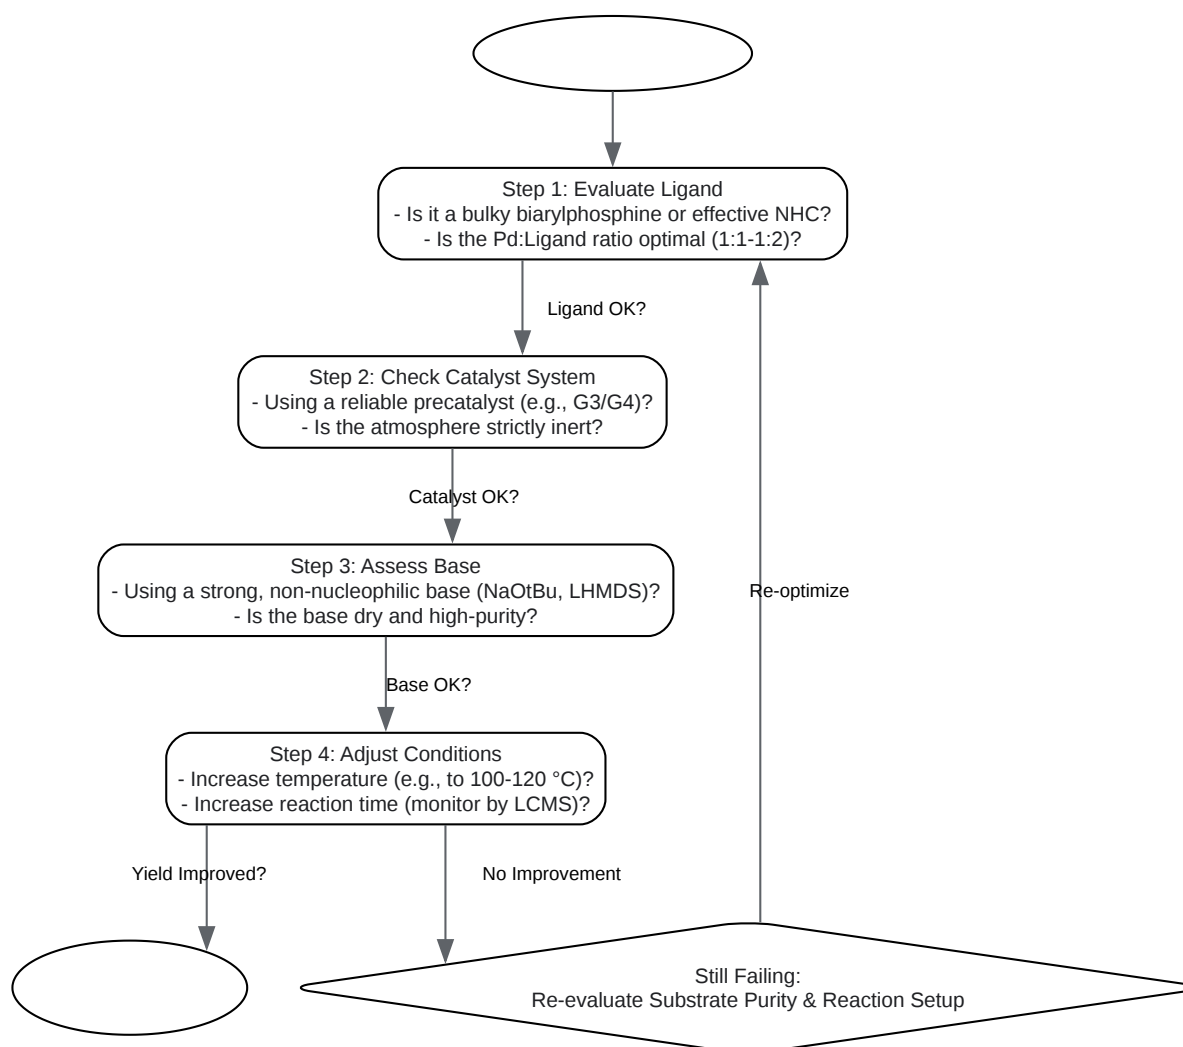 Step 1: Evaluate Ligand
- Is it a bulky biarylphosphine or effective NHC?
- Is the Pd:Ligand ratio optimal (1:1-1:2)?
Ligand OK?
Step 2: Check Catalyst System
- Using a reliable precatalyst (e.g., G3/G4)?
- Is the atmosphere strictly inert?
Catalyst OK?
Step 3: Assess Base
- Using a strong, non-nucleophilic base (NaOtBu, LHMDS)?
- Is the base dry and high-purity?
Re-optimize
Base OK?
Step 4: Adjust Conditions
- Increase temperature (e.g., to 100-120 °C)?
- Increase reaction time (monitor by LCMS)?
Yield Improved?
No Improvement
Still Failing:
Re-evaluate Substrate Purity & Reaction Setup